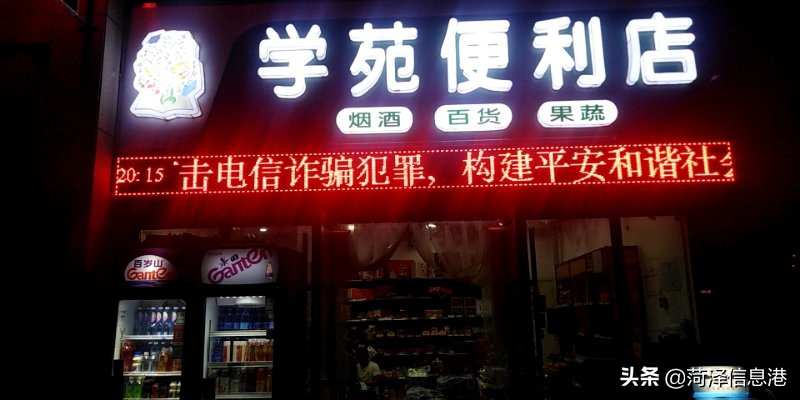 学苑便利店
烟酒 百货 果蔬
20:15 击电信诈骗犯罪，构建平安和谐社
百岁山 景田
Ganten Ganten
头条 @菏泽信息港